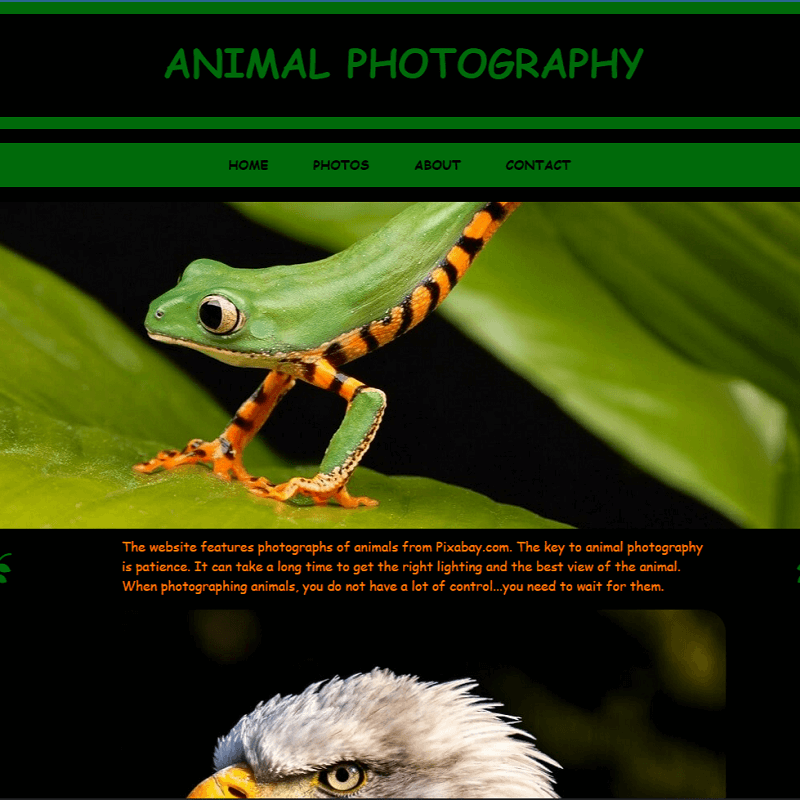 ANIMAL PHOTOGRAPHY
HOME PHOTOS ABOUT CONTACT
The website features photographs of animals from Pixabay.com. The key to animal photography
is patience. It can take a long time to get the right lighting and the best view of the animal.
When photographing animals, you do not have a lot of control...you need to wait for them.